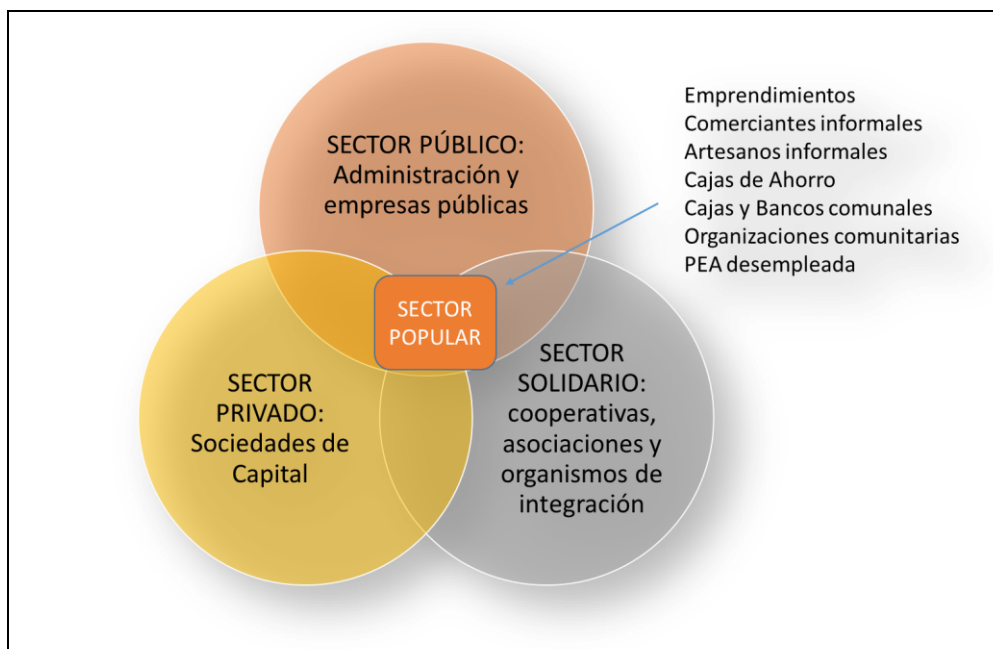 SECTOR PÚBLICO:
Administración y
empresas públicas
Emprendimientos
Comerciantes informales
Artesanos informales
Cajas de Ahorro
Cajas y Bancos comunales
Organizaciones comunitarias
PEA desempleada
SECTOR
POPULAR
SECTOR
PRIVADO:
Sociedades de
Capital
SECTOR
SOLIDARIO:
cooperativas,
asociaciones y
organismos de
integración